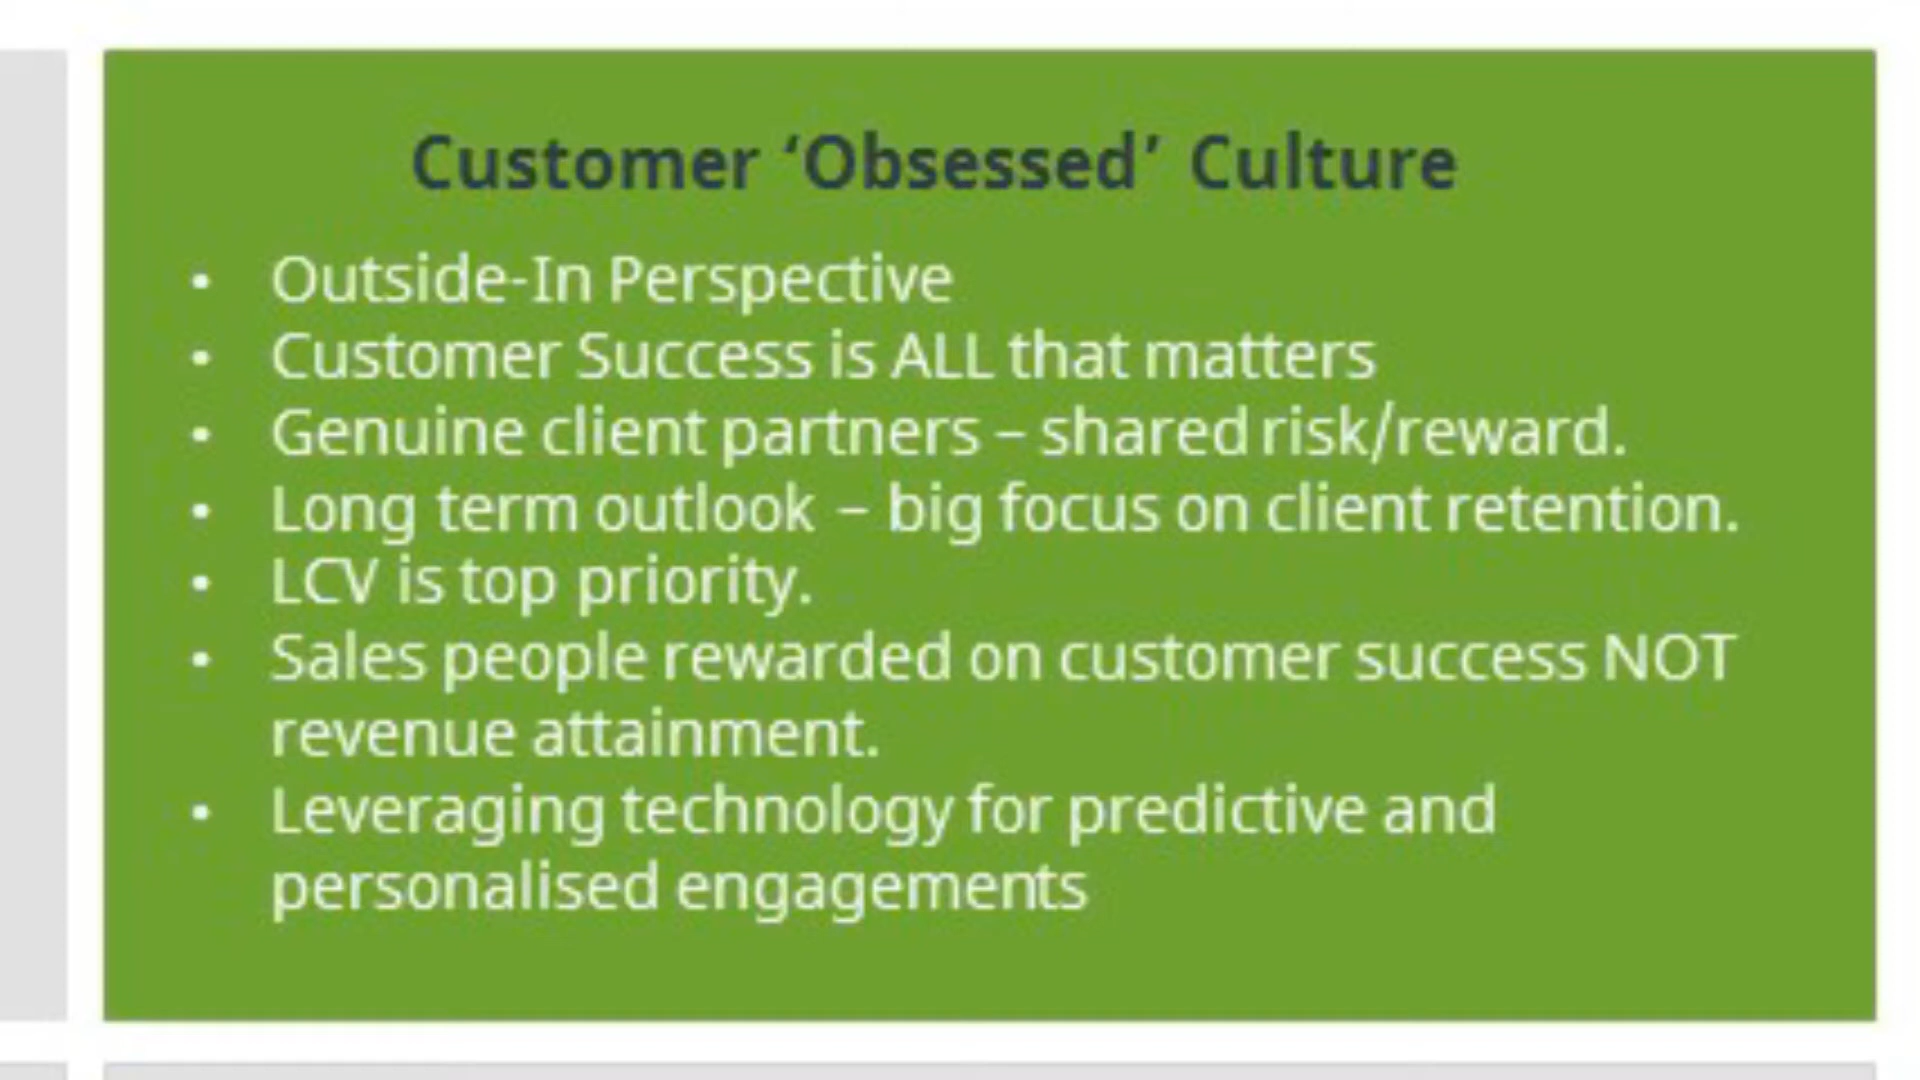 Customer ‘Obsessed’ Culture
• Outside-In Perspective
• Customer Success is ALL that matters
• Genuine client partners – shared risk/reward.
• Long term outlook – big focus on client retention.
• LCV is top priority.
• Sales people rewarded on customer success NOT
revenue attainment.
• Leveraging technology for predictive and
personalised engagements